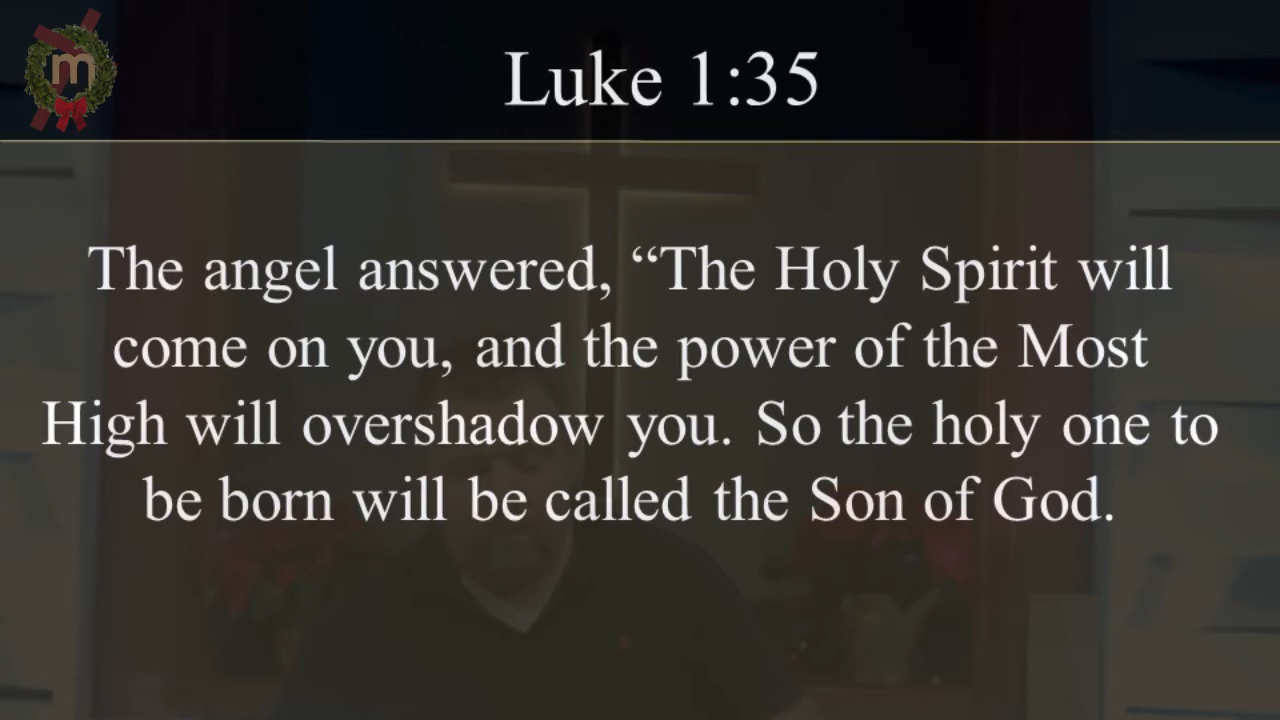 m
Luke 1:35
The angel answered, “The Holy Spirit will
come on you, and the power of the Most
High will overshadow you. So the holy one to
be born will be called the Son of God.